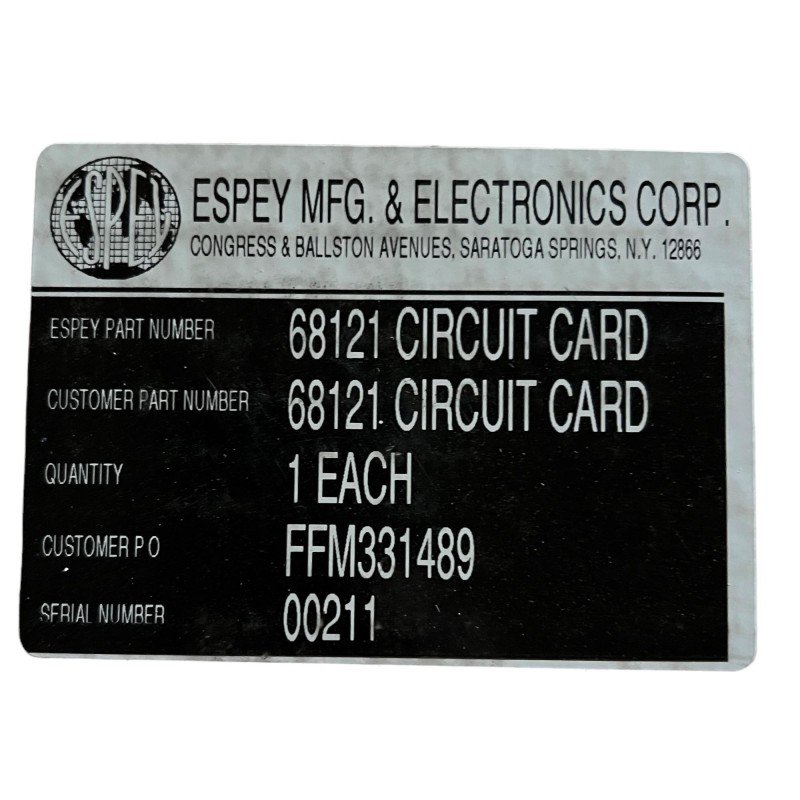 ESPEY
ESPEY MFG. & ELECTRONICS CORP.
CONGRESS & BALLSTON AVENUES, SARATOGA SPRINGS, N.Y. 12866
ESPEY PART NUMBER 68121 CIRCUIT CARD
CUSTOMER PART NUMBER 68121 CIRCUIT CARD
QUANTITY 1 EACH
CUSTOMER P O FFM331489
SERIAL NUMBER 00211